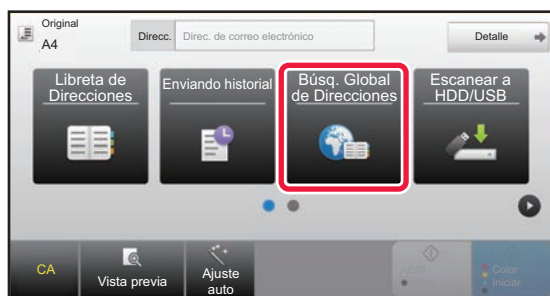 Original
A4
Direcc.
Direc. de correo electrónico
Detalle
Libreta de
Direcciones
Enviando historial
Búsq. Global
de Direcciones
Escanear a
HDD/USB
CA
Vista previa
Ajuste
auto
B/N
Iniciar
Color
Iniciar